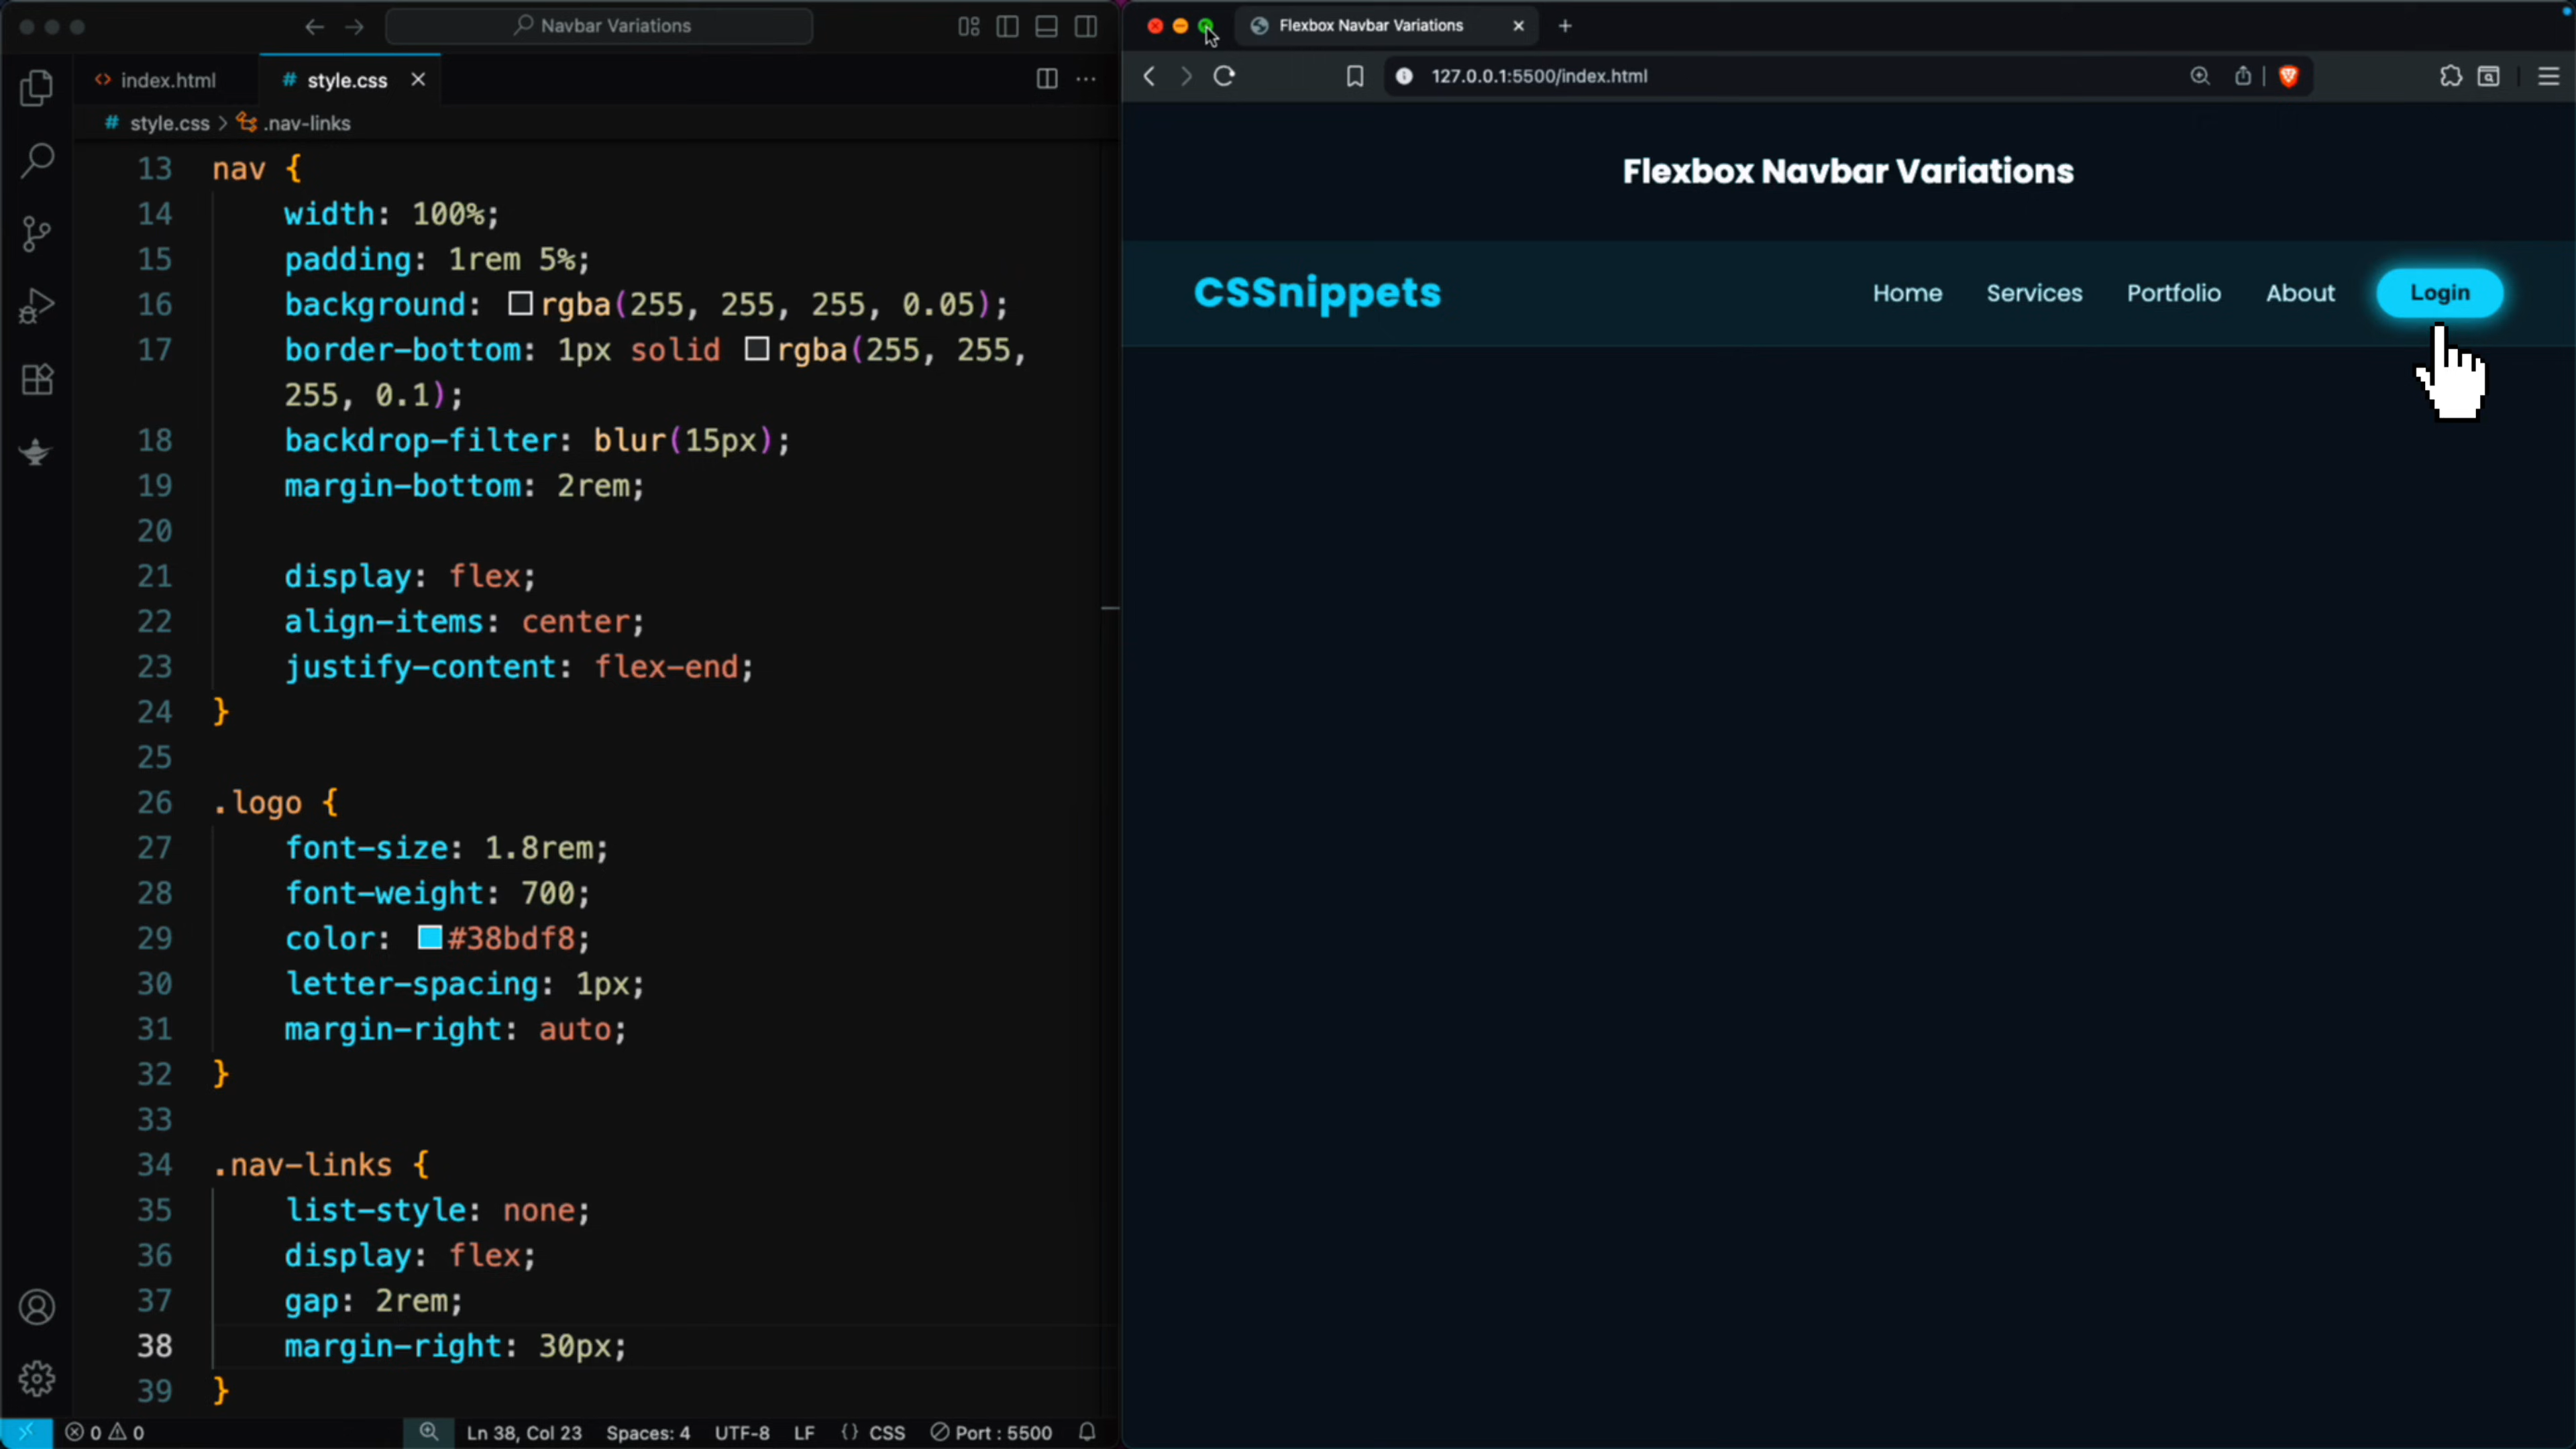 Navbar Variations
index.html
# style.css
# style.css > .nav-links
13 nav {
14 width: 100%;
15 padding: 1rem 5%;
16 background: rgba(255, 255, 255, 0.05);
17 border-bottom: 1px solid rgba(255, 255,
255, 0.1);
18 backdrop-filter: blur(15px);
19 margin-bottom: 2rem;
20
21 display: flex;
22 align-items: center;
23 justify-content: flex-end;
24 }
25
26 .logo {
27 font-size: 1.8rem;
28 font-weight: 700;
29 color: #38bdf8;
30 letter-spacing: 1px;
31 margin-right: auto;
32 }
33
34 .nav-links {
35 list-style: none;
36 display: flex;
37 gap: 2rem;
38 margin-right: 30px;
39 }
0 0 Ln 38, Col 23 Spaces: 4 UTF-8 LF {} CSS Port : 5500
Flexbox Navbar Variations
127.0.0.1:5500/index.html
Flexbox Navbar Variations
CSSnippets Home Services Portfolio About Login